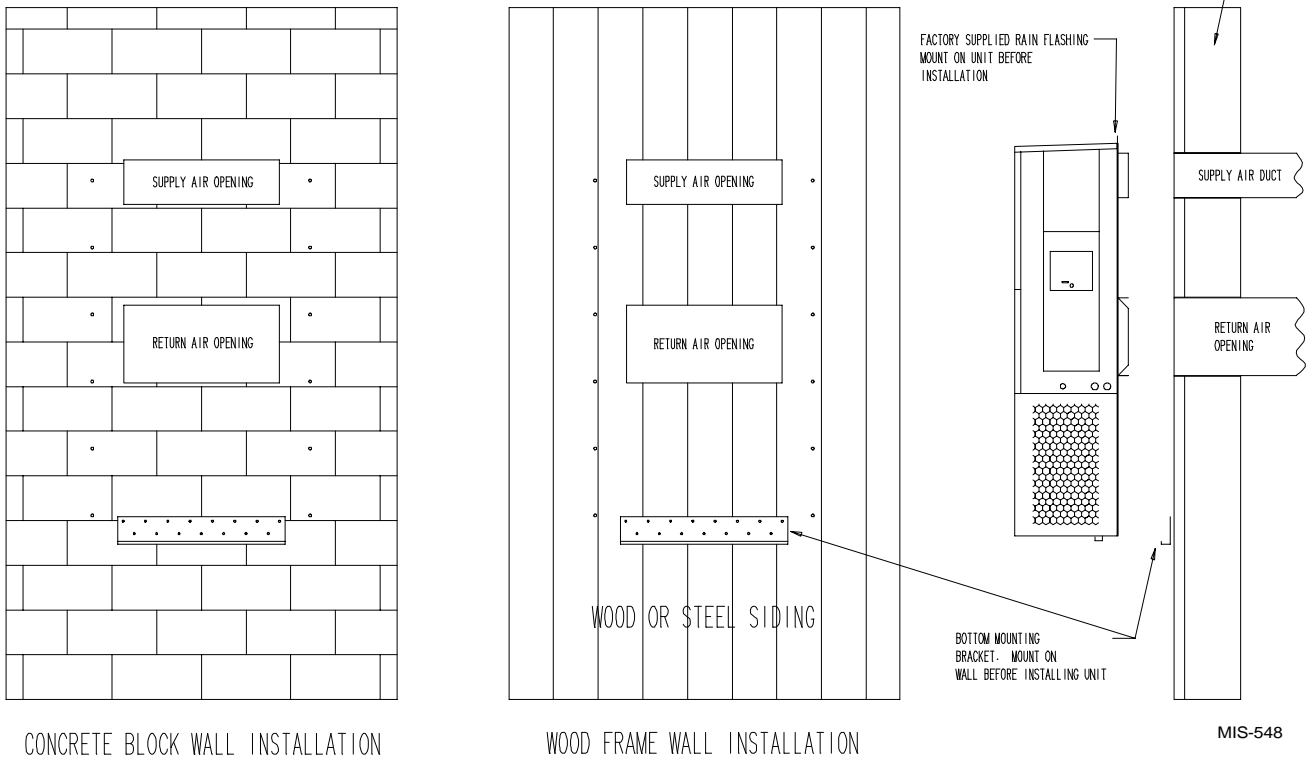 FACTORY SUPPLIED RAIN FLASHING
MOUNT ON UNIT BEFORE
INSTALLATION
SUPPLY AIR OPENING
SUPPLY AIR OPENING
SUPPLY AIR DUCT
RETURN AIR OPENING
RETURN AIR OPENING
RETURN AIR
OPENING
WOOD OR STEEL SIDING
BOTTOM MOUNTING
BRACKET. MOUNT ON
WALL BEFORE INSTALLING UNIT
CONCRETE BLOCK WALL INSTALLATION
WOOD FRAME WALL INSTALLATION
MIS-548